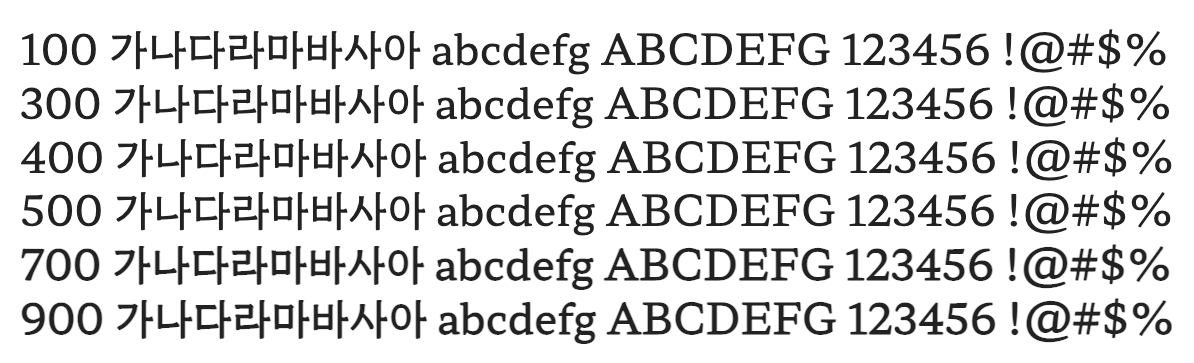 100 가나다라마바사아 abcdefg ABCDEFG 123456 !@#$%
300 가나다라마바사아 abcdefg ABCDEFG 123456 !@#$%
400 가나다라마바사아 abcdefg ABCDEFG 123456 !@#$%
500 가나다라마바사아 abcdefg ABCDEFG 123456 !@#$%
700 가나다라마바사아 abcdefg ABCDEFG 123456 !@#$%
900 가나다라마바사아 abcdefg ABCDEFG 123456 !@#$%